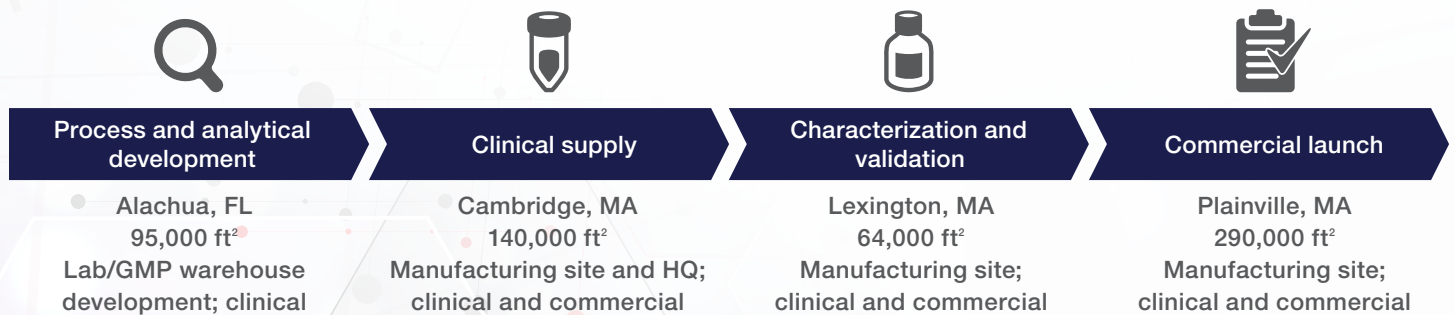 Process and analytical
development
Clinical supply
Characterization and
validation
Commercial launch
Alachua, FL
95,000 ft²
Lab/GMP warehouse
development; clinical
Cambridge, MA
140,000 ft²
Manufacturing site and HQ;
clinical and commercial
Lexington, MA
64,000 ft²
Manufacturing site;
clinical and commercial
Plainville, MA
290,000 ft²
Manufacturing site;
clinical and commercial